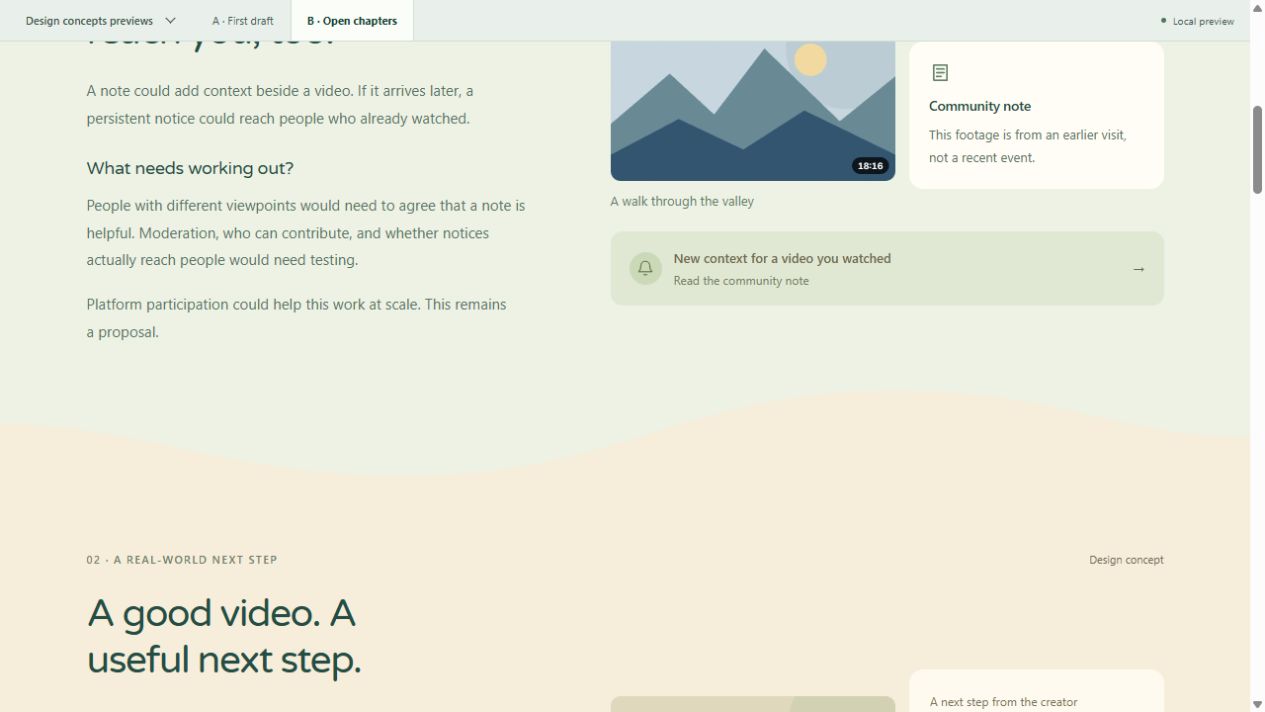 Design concepts previews
A · First draft
B · Open chapters
Local preview
reach you, too.
A note could add context beside a video. If it arrives later, a
persistent notice could reach people who already watched.
What needs working out?
People with different viewpoints would need to agree that a note is
helpful. Moderation, who can contribute, and whether notices
actually reach people would need testing.
Platform participation could help this work at scale. This remains
a proposal.
18:16
A walk through the valley
Community note
This footage is from an earlier visit,
not a recent event.
New context for a video you watched
Read the community note
→
02 · A REAL-WORLD NEXT STEP
Design concept
A good video. A
useful next step.
A next step from the creator